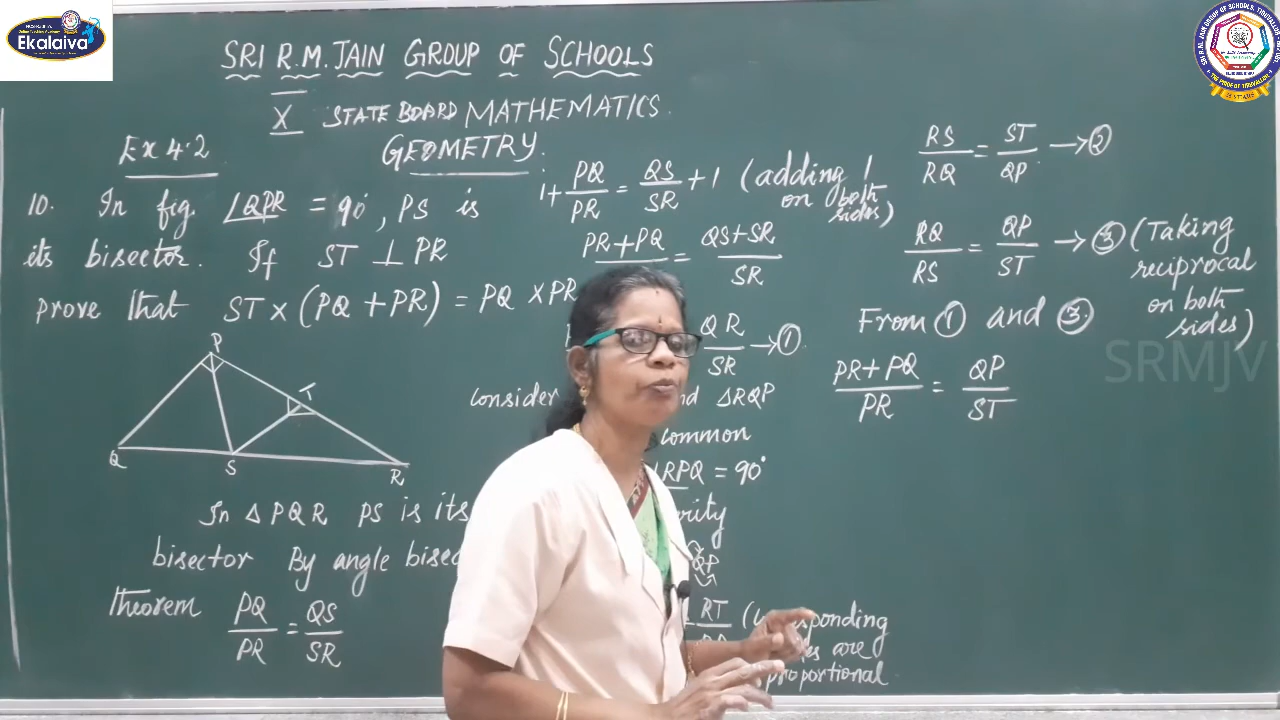 Ekalaiva
SRI R.M. JAIN GROUP OF SCHOOLS
X STATE BOARD MATHEMATICS
GEOMETRY.
Ex 4.2
10. In fig. ∠QPR = 90°, PS is
its bisector. If ST ⊥ PR
prove that ST × (PQ + PR) = PQ × PR
P
T
Q S R
In Δ PQR PS is its
bisector By angle
theorem PQ/PR = QS/SR
1+ PQ/PR = QS/SR +1 (adding 1
on both
sides)
PR+PQ = QS+SR/SR
QR/SR → ①
consider ΔRQP
common
∠RPQ = 90°
QP
RT (
are
proportional
RS/RQ = ST/QP → ②
RQ/RS = QP/ST → ③ (Taking
reciprocal
on both
sides)
From ① and ③.
PR+PQ/PR = QP/ST
SRMJV